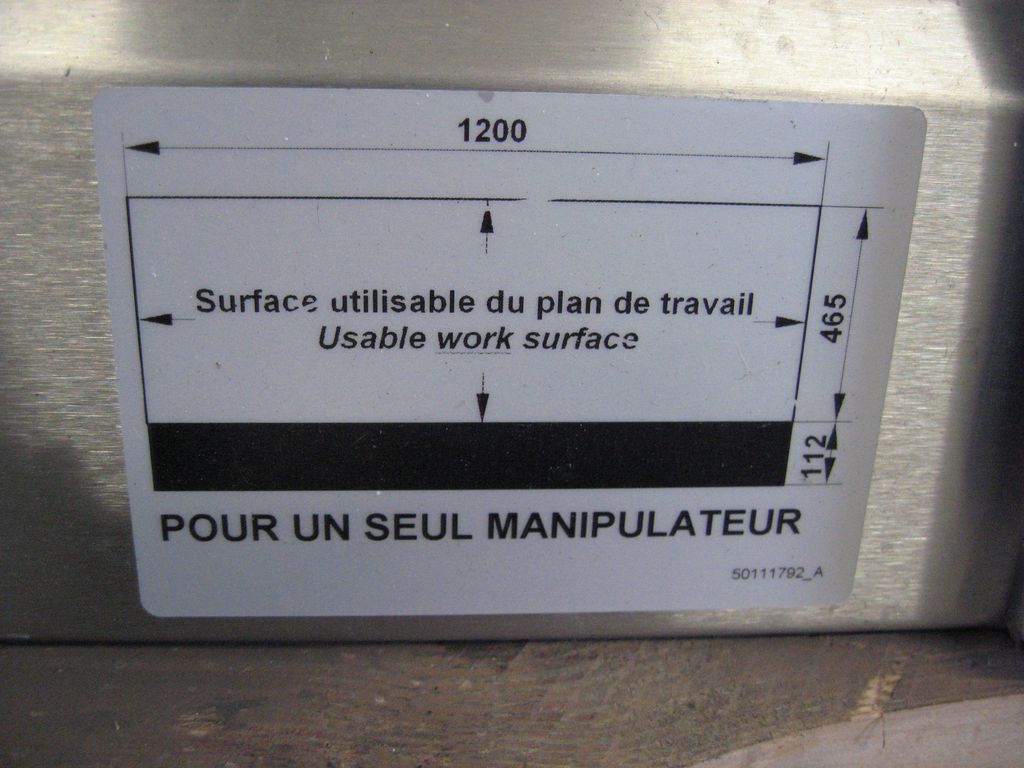 1200
Surface utilisable du plan de travail
Usable work surface
465
112
POUR UN SEUL MANIPULATEUR
50111792_A